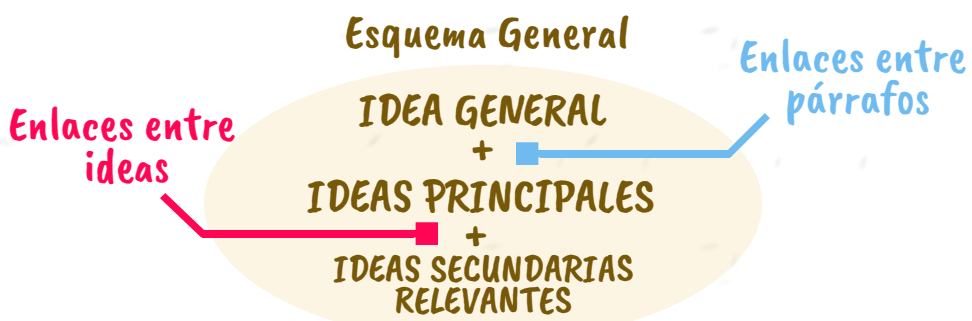 Esquema General
Enlaces entre
párrafos
IDEA GENERAL
+
Enlaces entre
ideas
IDEAS PRINCIPALES
+
IDEAS SECUNDARIAS
RELEVANTES